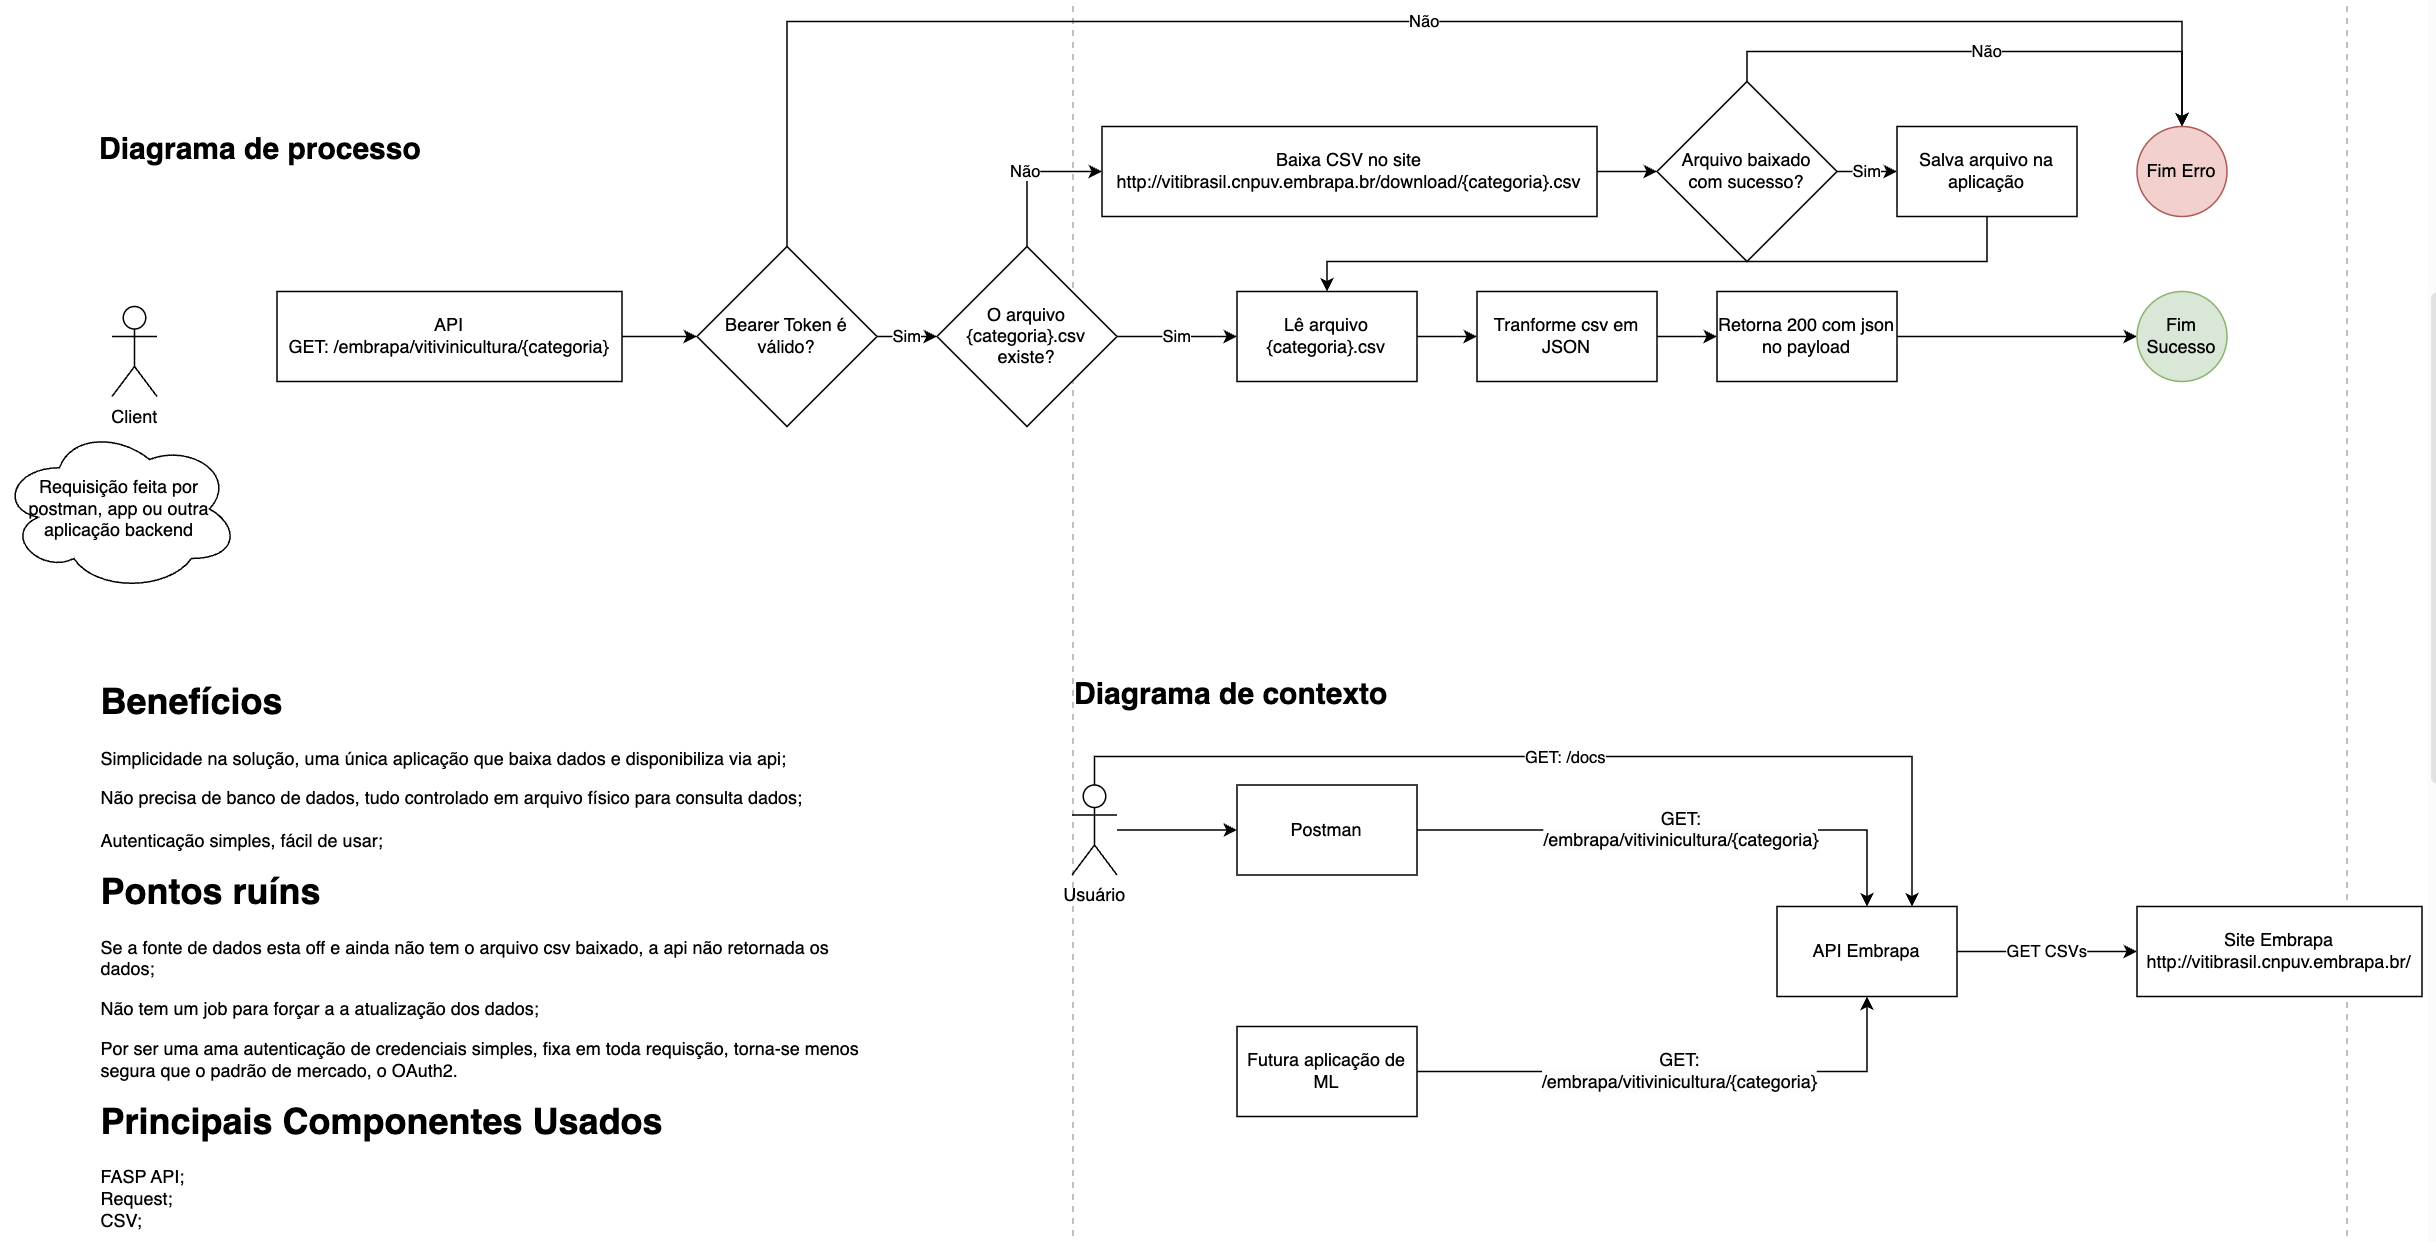 Não
Não
Diagrama de processo
Não
Baixa CSV no site
http://vitibrasil.cnpuv.embrapa.br/download/{categoria}.csv
Arquivo baixado
com sucesso?
Sim
Salva arquivo na
aplicação
Fim Erro
API
GET: /embrapa/vitivinicultura/{categoria}
Bearer Token é
válido?
Sim
O arquivo
{categoria}.csv
existe?
Sim
Lê arquivo
{categoria}.csv
Tranforme csv em
JSON
Retorna 200 com json
no payload
Fim
Sucesso
Client
Requisição feita por
postman, app ou outra
aplicação backend
Benefícios
Simplicidade na solução, uma única aplicação que baixa dados e disponibiliza via api;
Não precisa de banco de dados, tudo controlado em arquivo físico para consulta dados;
Autenticação simples, fácil de usar;
Pontos ruíns
Se a fonte de dados esta off e ainda não tem o arquivo csv baixado, a api não retornada os
dados;
Não tem um job para forçar a a atualização dos dados;
Por ser uma ama autenticação de credenciais simples, fixa em toda requisção, torna-se menos
segura que o padrão de mercado, o OAuth2.
Principais Componentes Usados
FASP API;
Request;
CSV;
Diagrama de contexto
GET: /docs
Usuário
Postman
GET:
/embrapa/vitivinicultura/{categoria}
API Embrapa
GET CSVs
Site Embrapa
http://vitibrasil.cnpuv.embrapa.br/
Futura aplicação de
ML
GET:
/embrapa/vitivinicultura/{categoria}